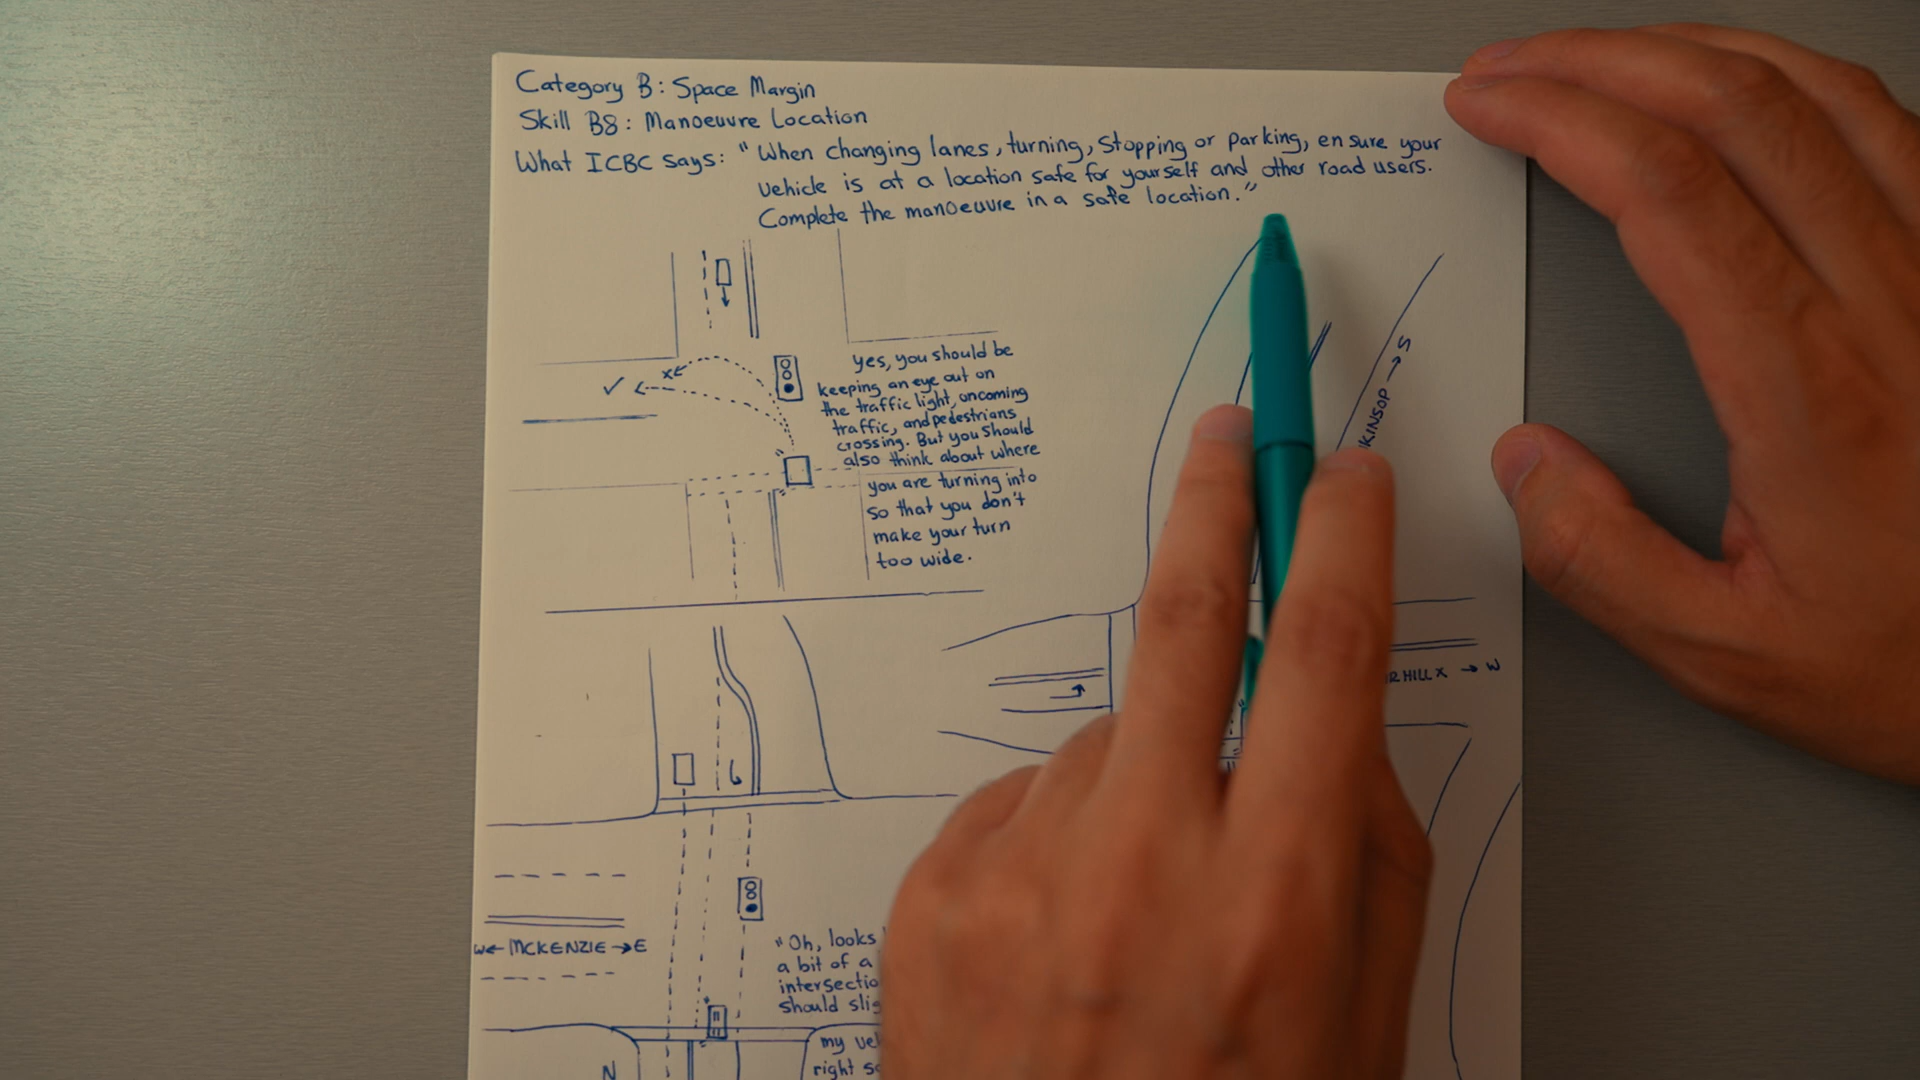 Category B: Space Margin
Skill B8: Manoeuvre Location
What ICBC says: "When changing lanes, turning, stopping or parking, ensure your
vehicle is at a location safe for yourself and other road users.
Complete the manoeuvre in a safe location."
yes, you should be
keeping an eye out on
the traffic light, oncoming
traffic, and pedestrians
crossing. But you should
also think about where
you are turning into
so that you don't
make your turn
too wide.
KINSOP → S
RHILL X → W
W ← MCKENZIE → E
"Oh, looks
a bit of a
intersectio
should slig
my vel
right so
N